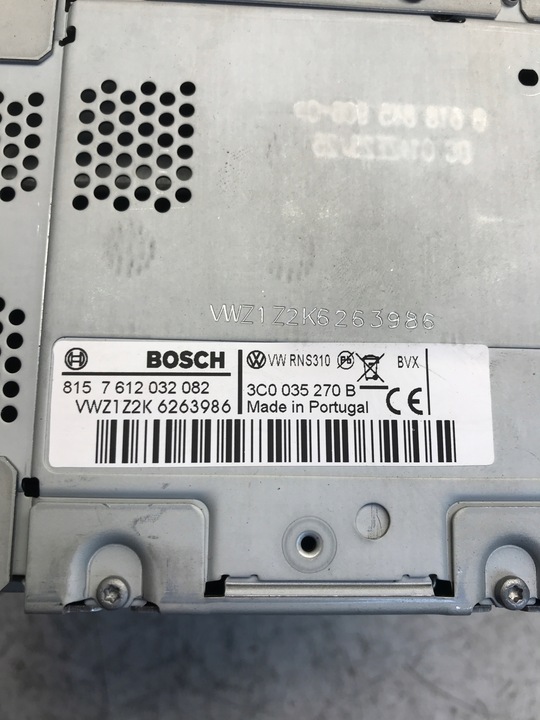 VWZ1Z2K6263986
BOSCH
VW RNS310
Pb
BVX
815 7 612 032 082
3C0 035 270 B
VWZ1Z2K 6263986
Made in Portugal
CE